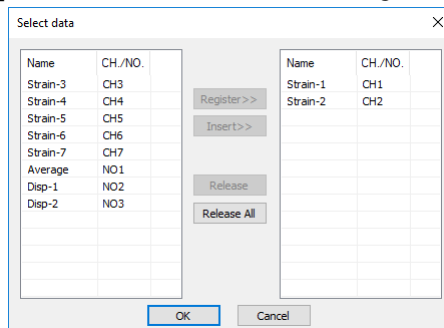 Select data
Name CH./NO.
Strain-3 CH3
Strain-4 CH4
Strain-5 CH5
Strain-6 CH6
Strain-7 CH7
Average NO1
Disp-1 NO2
Disp-2 NO3
Register>>
Insert>>
Release
Release All
Name CH./NO.
Strain-1 CH1
Strain-2 CH2
OK Cancel